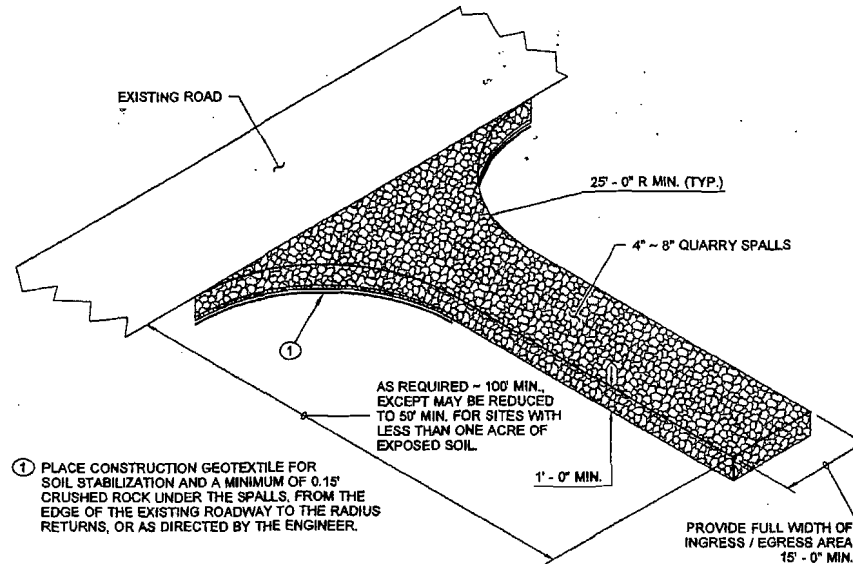 EXISTING ROAD
25' - 0" R MIN. (TYP.)
4" ~ 8" QUARRY SPALLS
1
AS REQUIRED ~ 100' MIN.,
EXCEPT MAY BE REDUCED
TO 50' MIN. FOR SITES WITH
LESS THAN ONE ACRE OF
EXPOSED SOIL.
1' - 0" MIN.
1 PLACE CONSTRUCTION GEOTEXTILE FOR
SOIL STABILIZATION AND A MINIMUM OF 0.15'
CRUSHED ROCK UNDER THE SPALLS, FROM THE
EDGE OF THE EXISTING ROADWAY TO THE RADIUS
RETURNS, OR AS DIRECTED BY THE ENGINEER.
PROVIDE FULL WIDTH OF
INGRESS / EGRESS AREA
15' - 0" MIN.